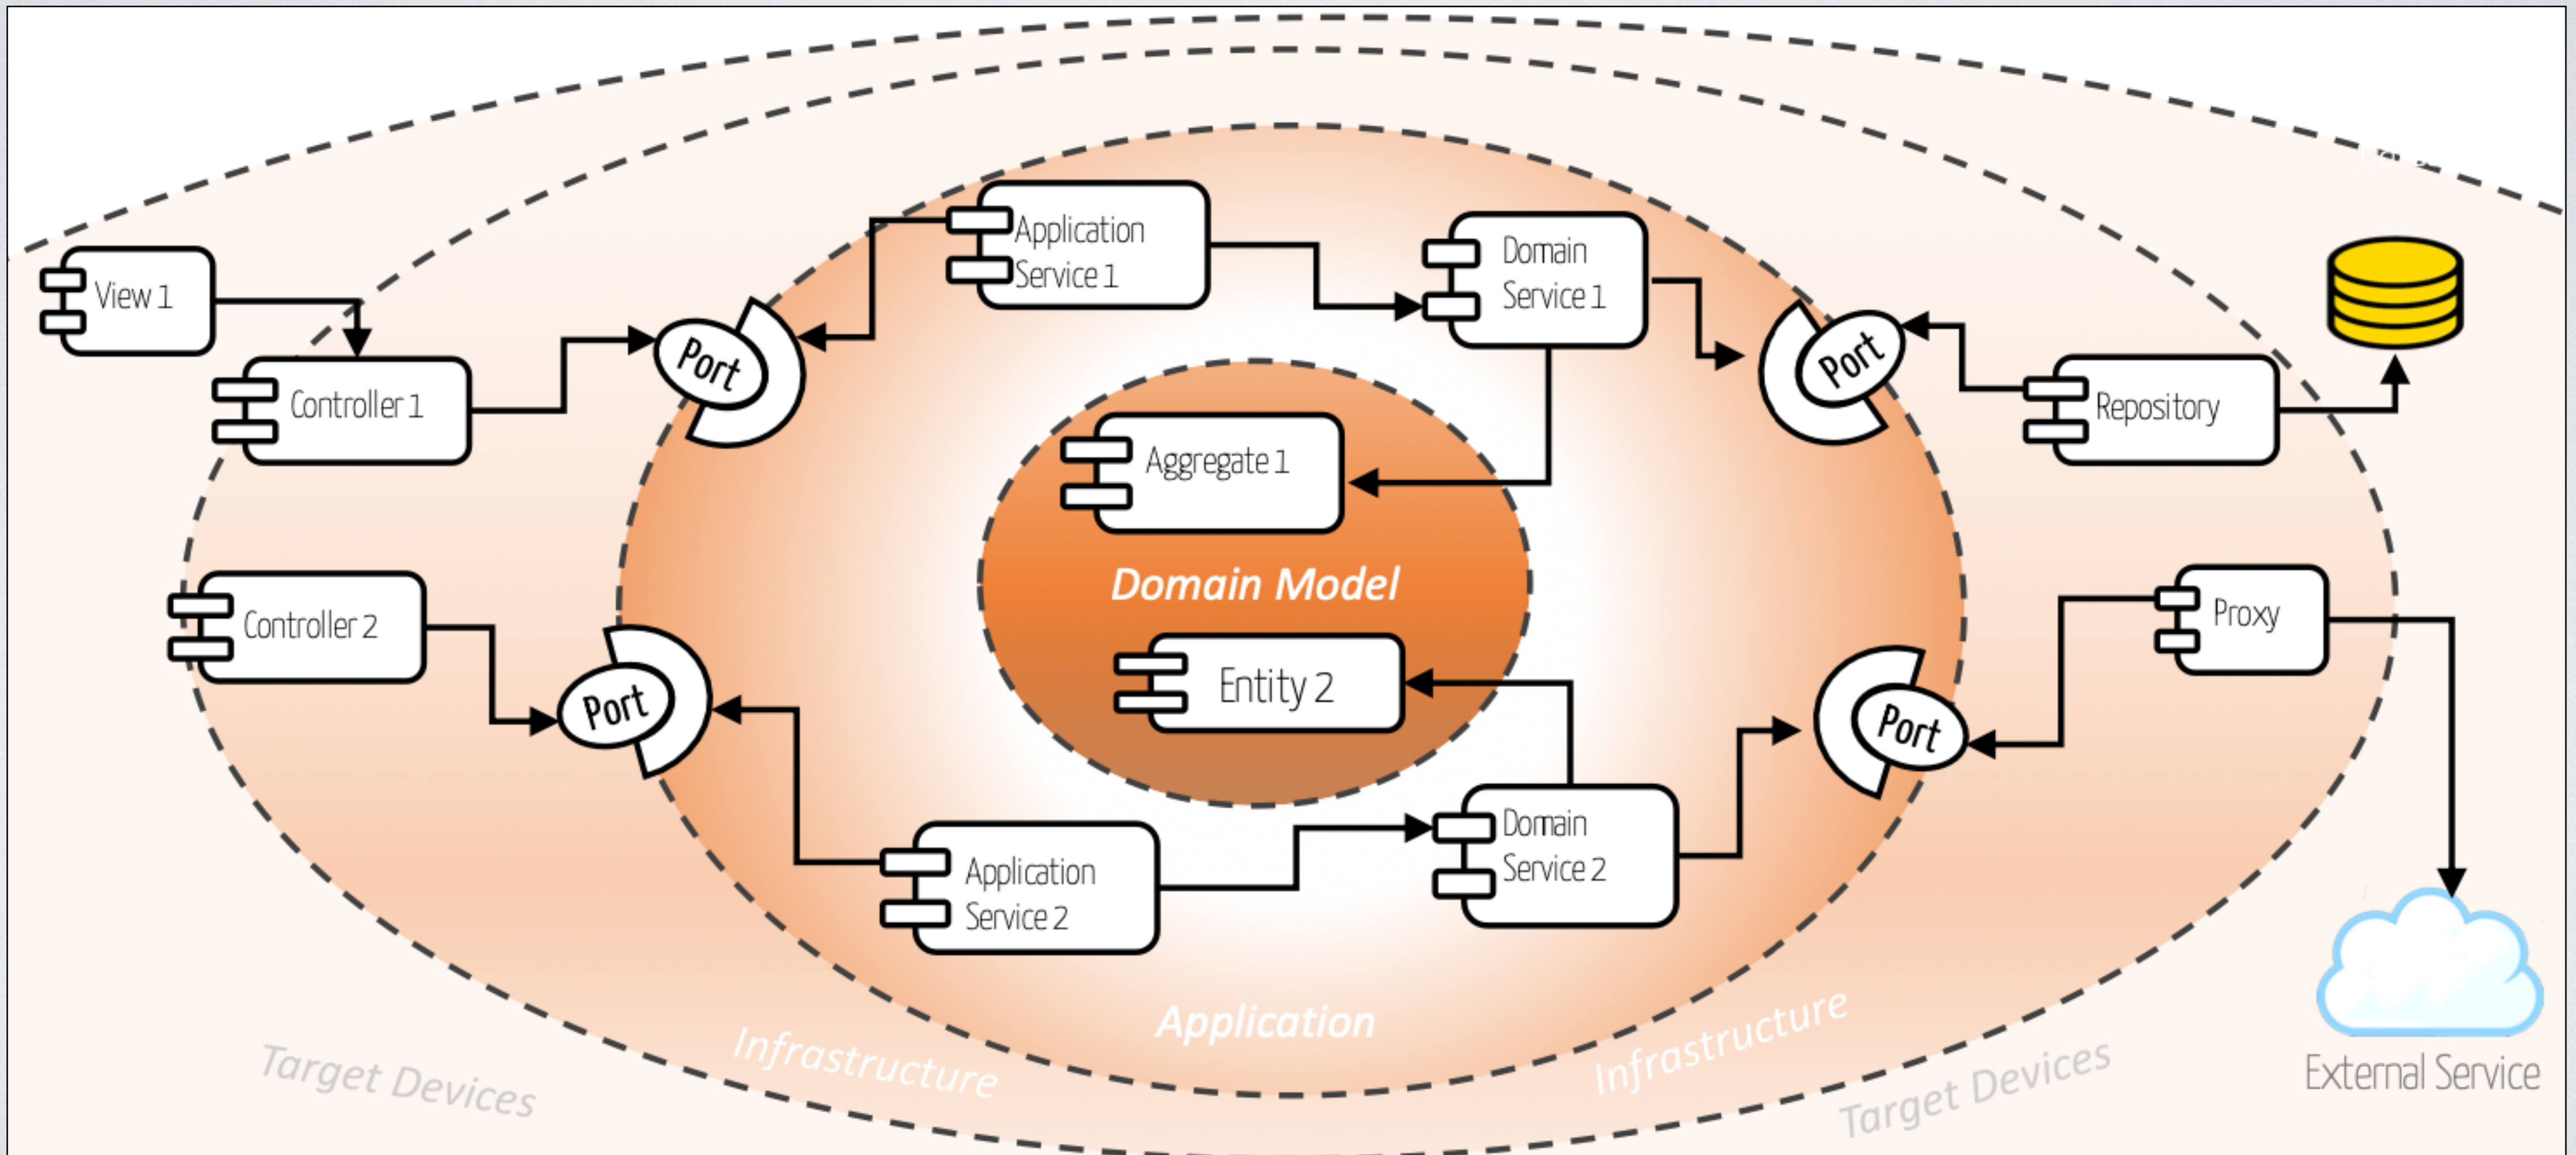 View 1
Controller 1
Port
Application
Service 1
Domain
Service 1
Port
Repository
Aggregate 1
Domain Model
Entity 2
Controller 2
Port
Application
Service 2
Domain
Service 2
Port
Proxy
Application
Infrastructure
Infrastructure
Target Devices
Target Devices
External Service